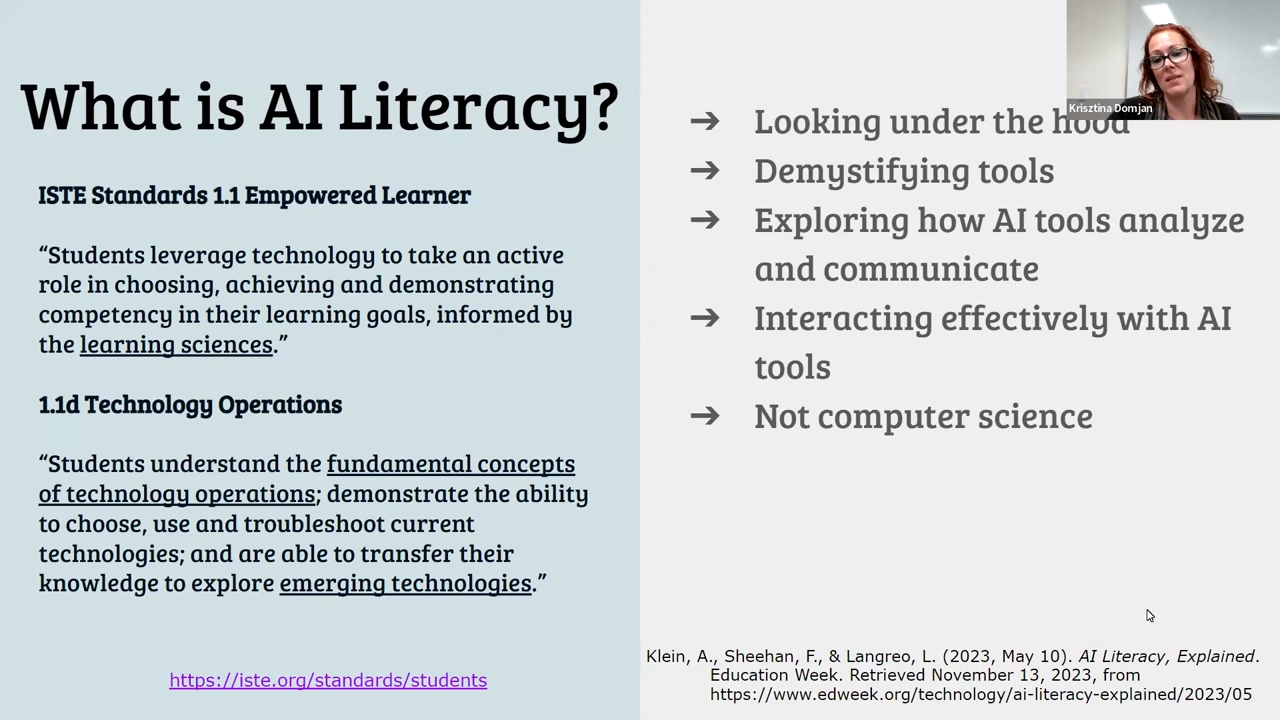 What is AI Literacy?
ISTE Standards 1.1 Empowered Learner
“Students leverage technology to take an active
role in choosing, achieving and demonstrating
competency in their learning goals, informed by
the learning sciences.”
1.1d Technology Operations
“Students understand the fundamental concepts
of technology operations; demonstrate the ability
to choose, use and troubleshoot current
technologies; and are able to transfer their
knowledge to explore emerging technologies.”
https://iste.org/standards/students
Krisztina Domjan
➔ Looking under the hood
➔ Demystifying tools
➔ Exploring how AI tools analyze
and communicate
➔ Interacting effectively with AI
tools
➔ Not computer science
Klein, A., Sheehan, F., & Langreo, L. (2023, May 10). AI Literacy, Explained.
Education Week. Retrieved November 13, 2023, from
https://www.edweek.org/technology/ai-literacy-explained/2023/05